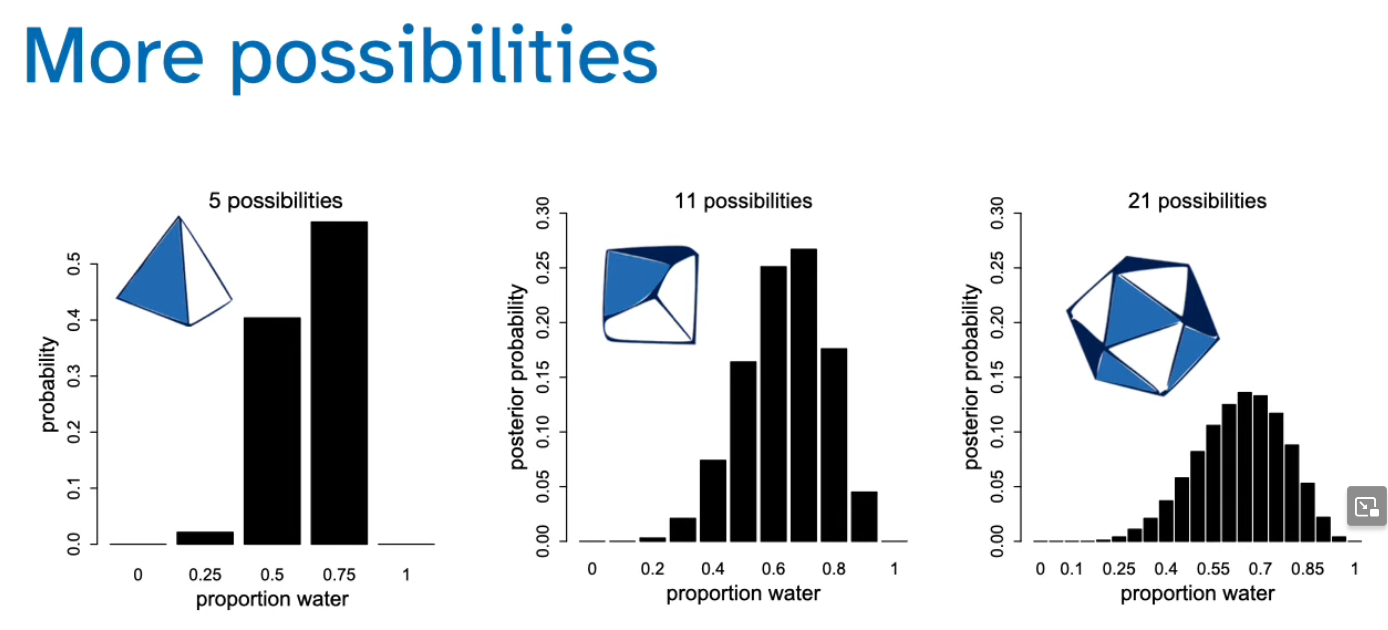 More possibilities
5 possibilities
probability
0.0
0.1
0.2
0.3
0.4
0.5
0 0.25 0.5 0.75 1
proportion water
11 possibilities
posterior probability
0.00
0.05
0.10
0.15
0.20
0.25
0.30
0 0.2 0.4 0.6 0.8 1
proportion water
21 possibilities
posterior probability
0.00
0.05
0.10
0.15
0.20
0.25
0.30
0 0.1 0.25 0.4 0.55 0.7 0.85 1
proportion water